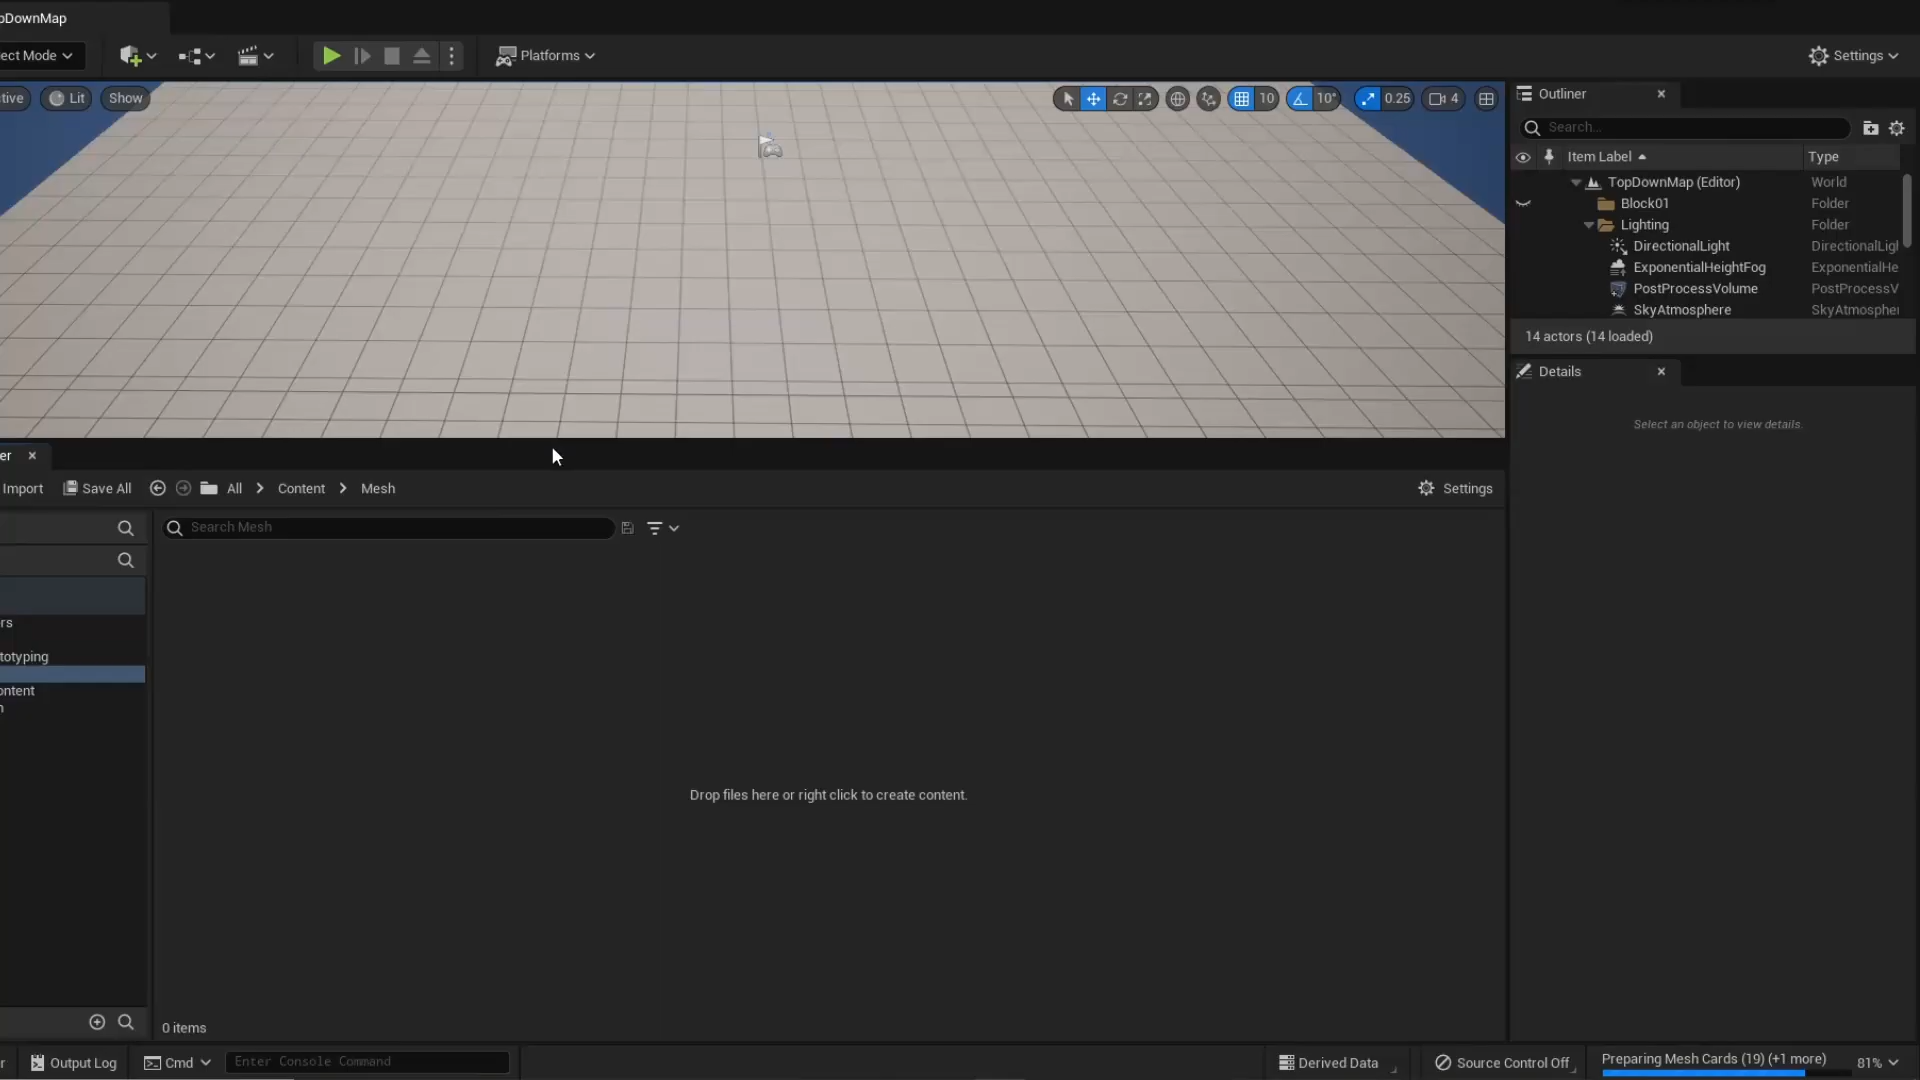 pDownMap
ect Mode
Platforms
Settings
tive
Lit
Show
10
10°
0.25
4
Outliner
Search...
Item Label
Type
TopDownMap (Editor)
World
Block01
Folder
Lighting
Folder
DirectionalLight
DirectionalLigl
ExponentialHeightFog
ExponentialHe
PostProcessVolume
PostProcessV
SkyAtmosphere
SkyAtmospher
14 actors (14 loaded)
Details
Select an object to view details.
er
Import
Save All
All
Content
Mesh
Settings
Search Mesh
rs
totyping
ontent
n
Drop files here or right click to create content.
0 items
r
Output Log
Cmd
Enter Console Command
Derived Data
Source Control Off
Preparing Mesh Cards (19) (+1 more)
81%